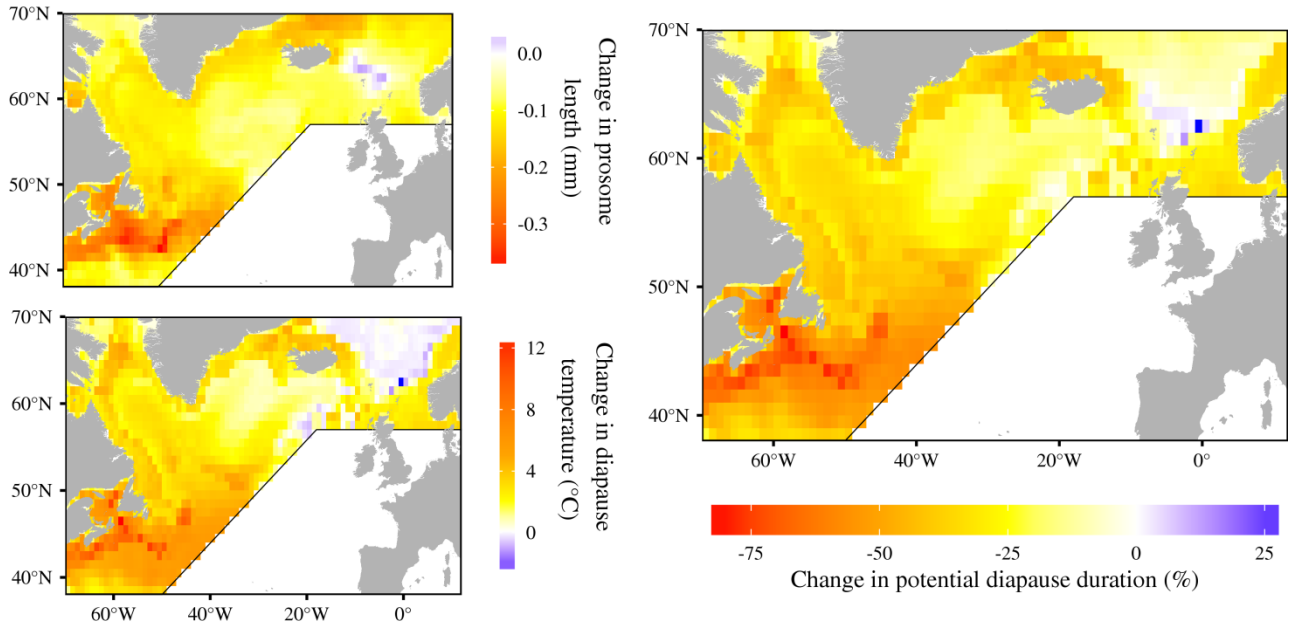 70°N
60°N
50°N
40°N
0.0
-0.1
-0.2
-0.3
Change in prosome
length (mm)
70°N
60°N
50°N
40°N
60°W
40°W
20°W
0°
12
8
4
0
Change in diapause
temperature (°C)
70°N
60°N
50°N
40°N
60°W
40°W
20°W
0°
-75
-50
-25
0
25
Change in potential diapause duration (%)